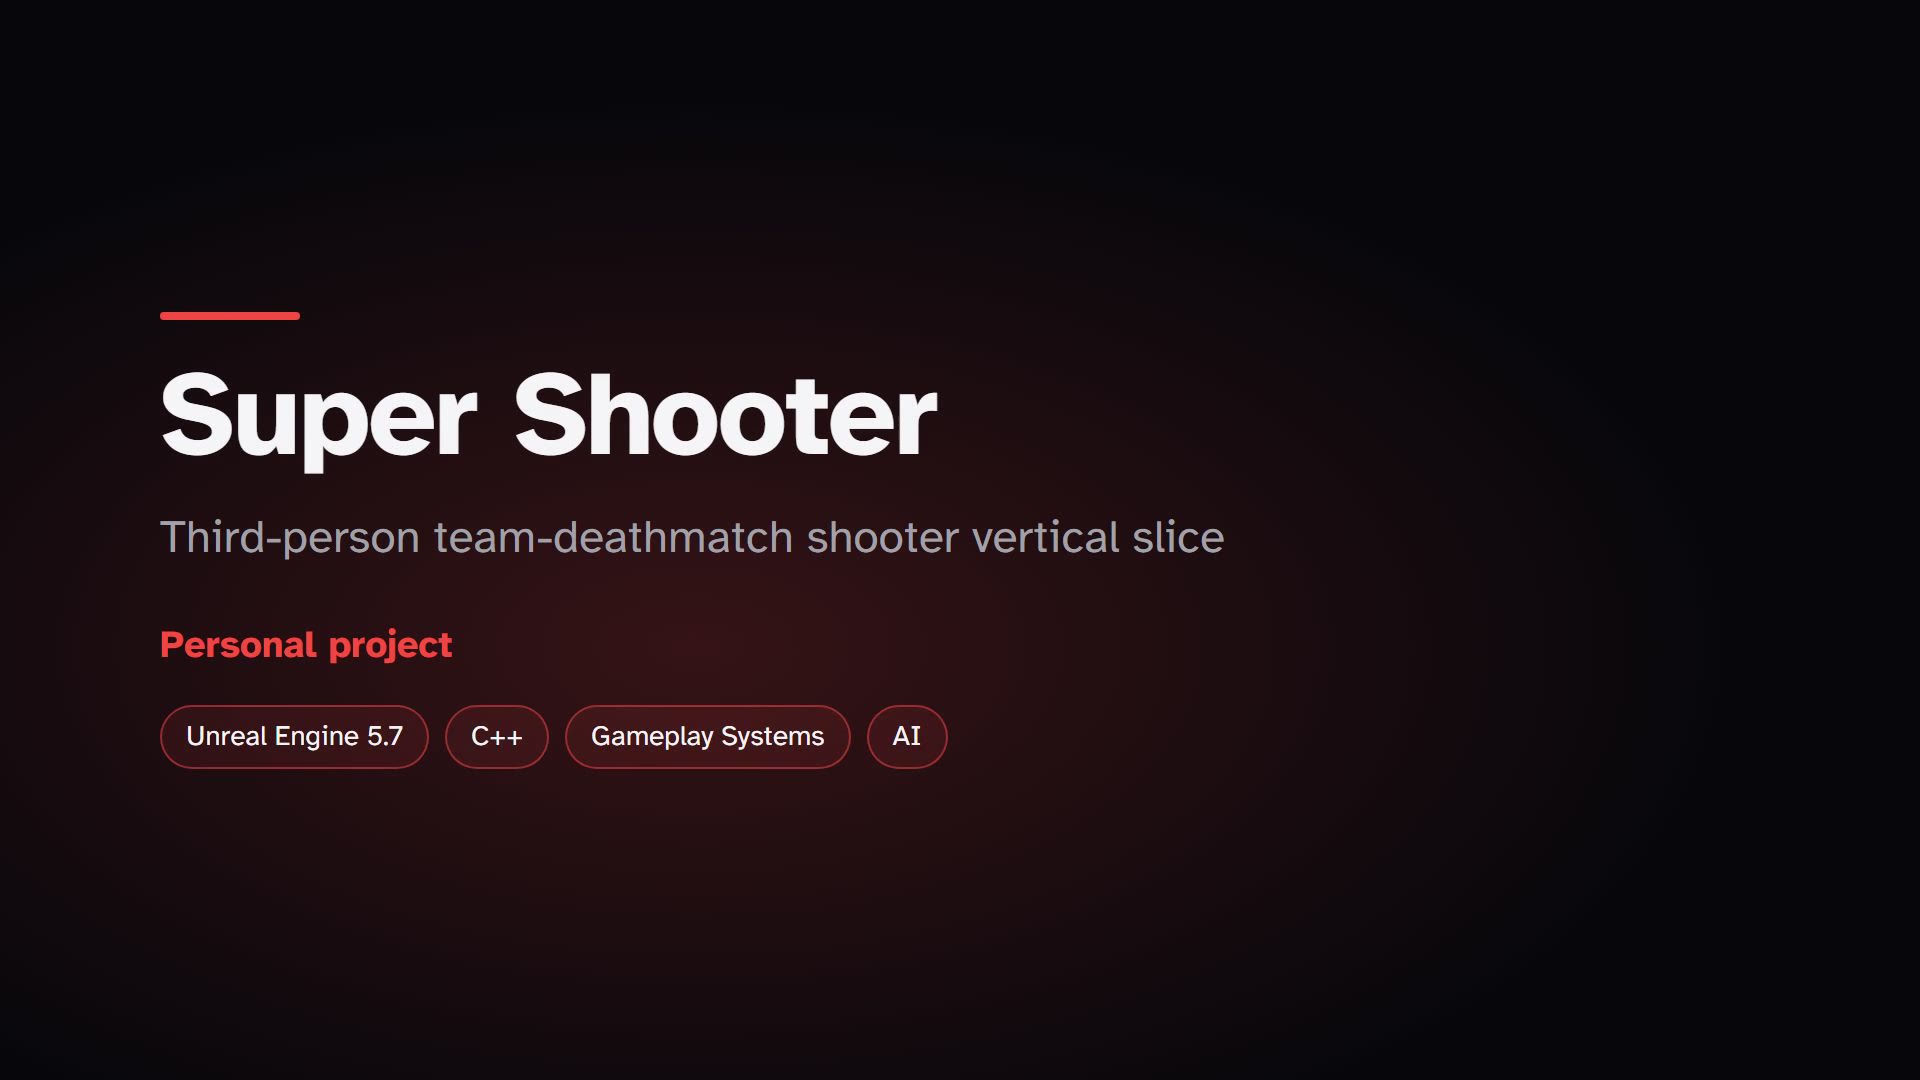 Super Shooter
Third-person team-deathmatch shooter vertical slice
Personal project
Unreal Engine 5.7 C++ Gameplay Systems AI